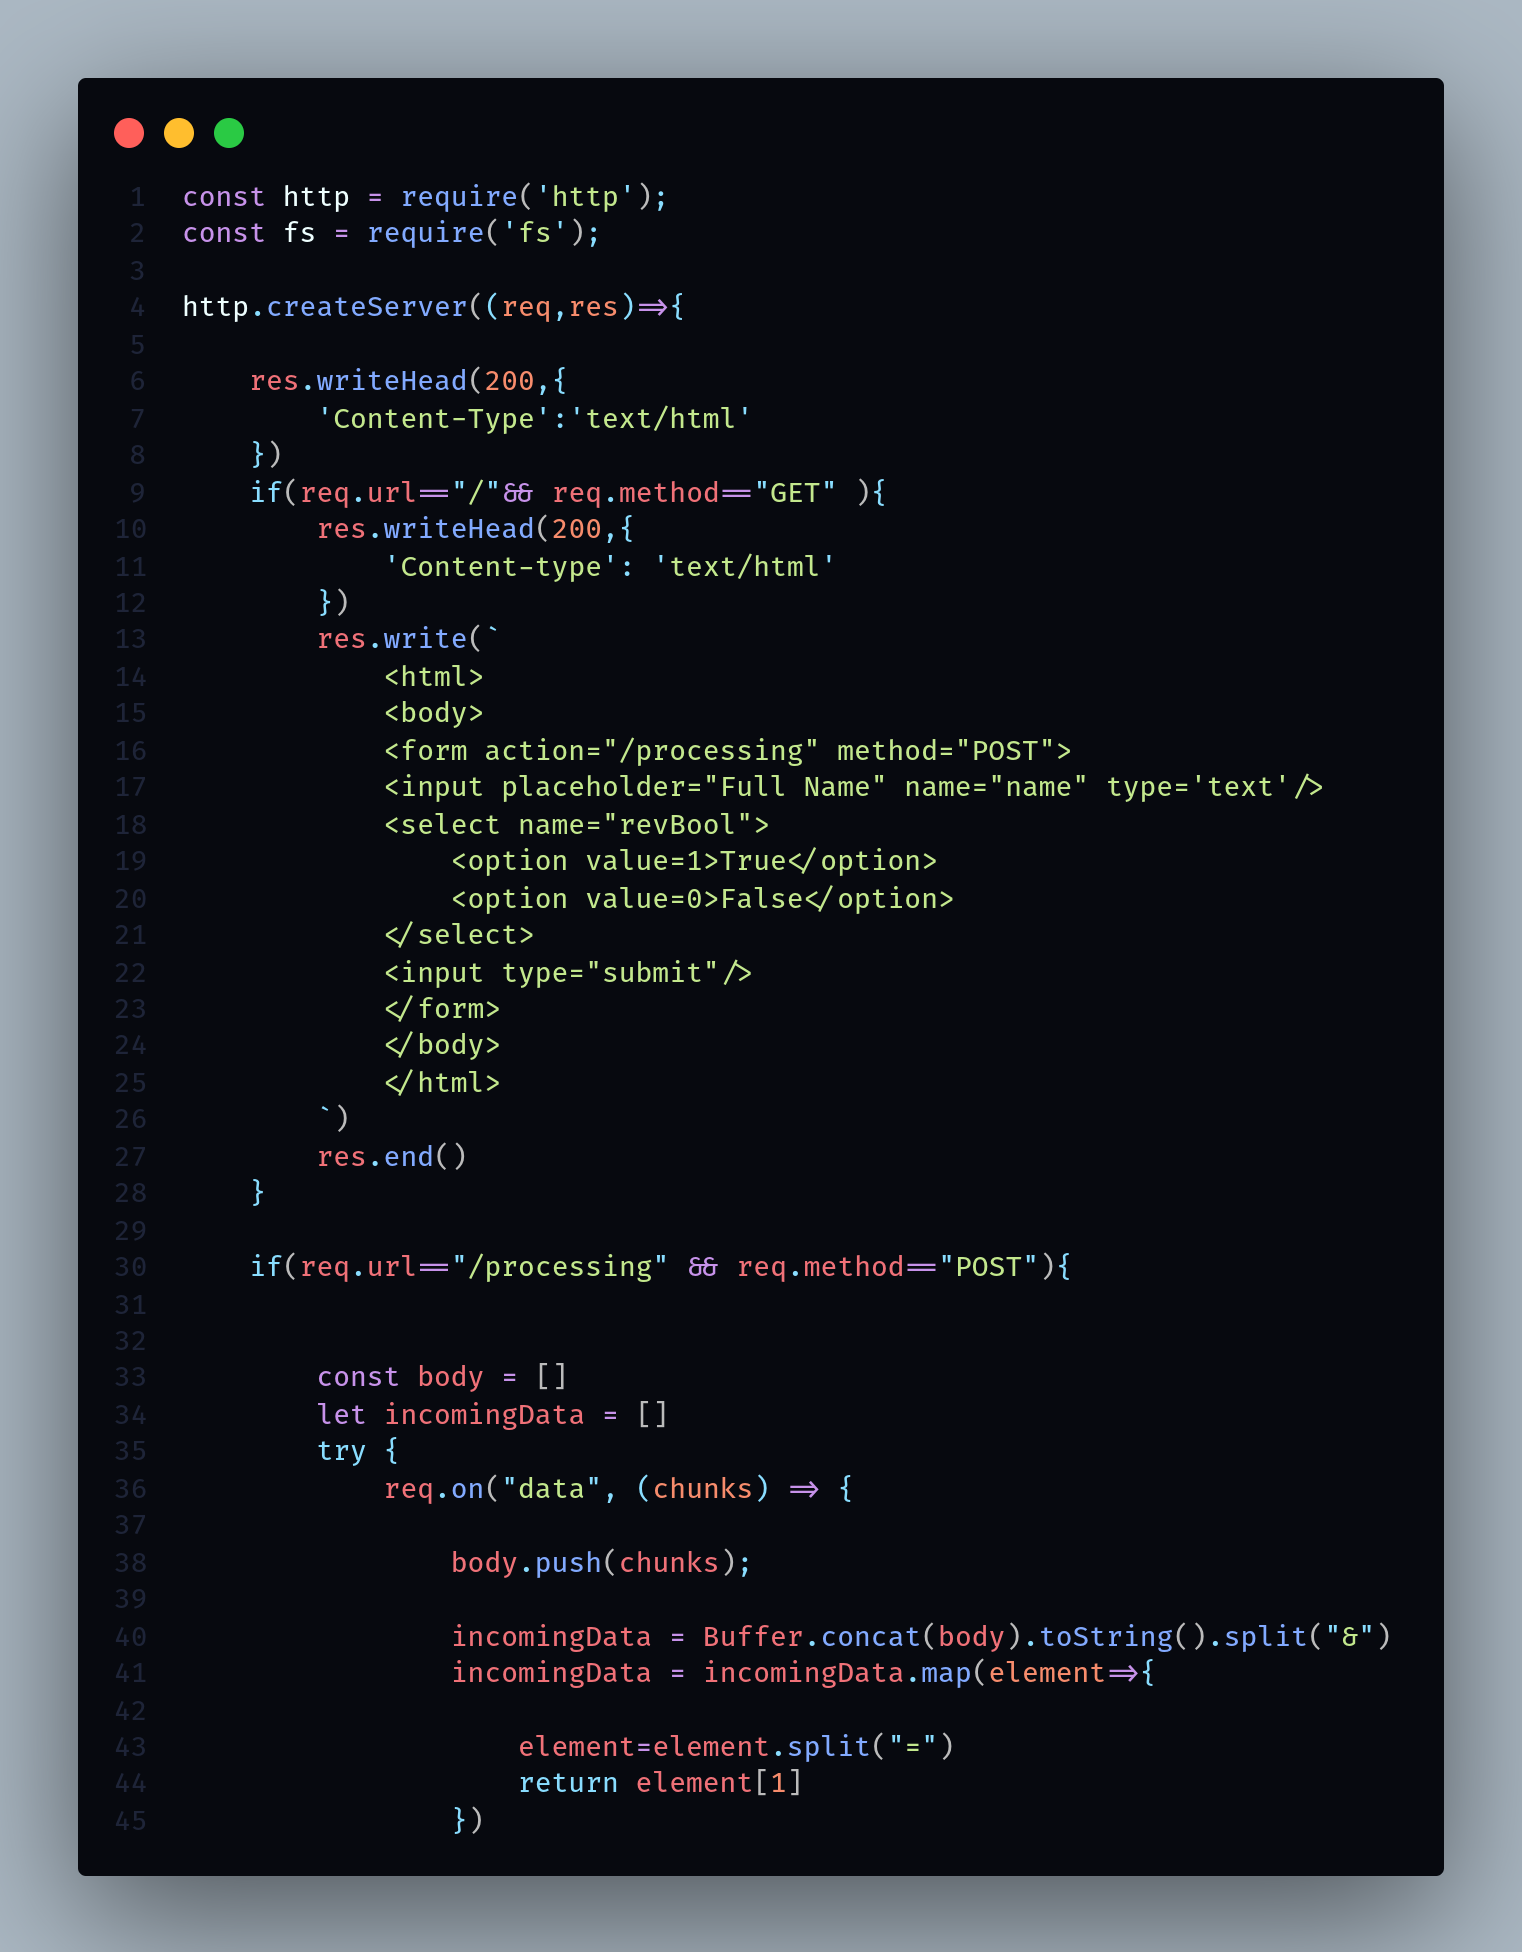 1 const http = require('http');
2 const fs = require('fs');
3
4 http.createServer((req,res)=>{
5
6     res.writeHead(200,{
7         'Content-Type':'text/html'
8     })
9     if(req.url=="/"&& req.method=="GET" ){
10         res.writeHead(200,{
11             'Content-type': 'text/html'
12         })
13         res.write(`
14             <html>
15             <body>
16             <form action="/processing" method="POST">
17             <input placeholder="Full Name" name="name" type='text'/>
18             <select name="revBool">
19                 <option value=1>True</option>
20                 <option value=0>False</option>
21             </select>
22             <input type="submit"/>
23             </form>
24             </body>
25             </html>
26         `)
27         res.end()
28     }
29
30     if(req.url=="/processing" && req.method=="POST"){
31
32
33         const body = []
34         let incomingData = []
35         try {
36             req.on("data", (chunks) => {
37
38                 body.push(chunks);
39
40                 incomingData = Buffer.concat(body).toString().split("&")
41                 incomingData = incomingData.map(element=>{
42
43                     element=element.split("=")
44                     return element[1]
45                 })